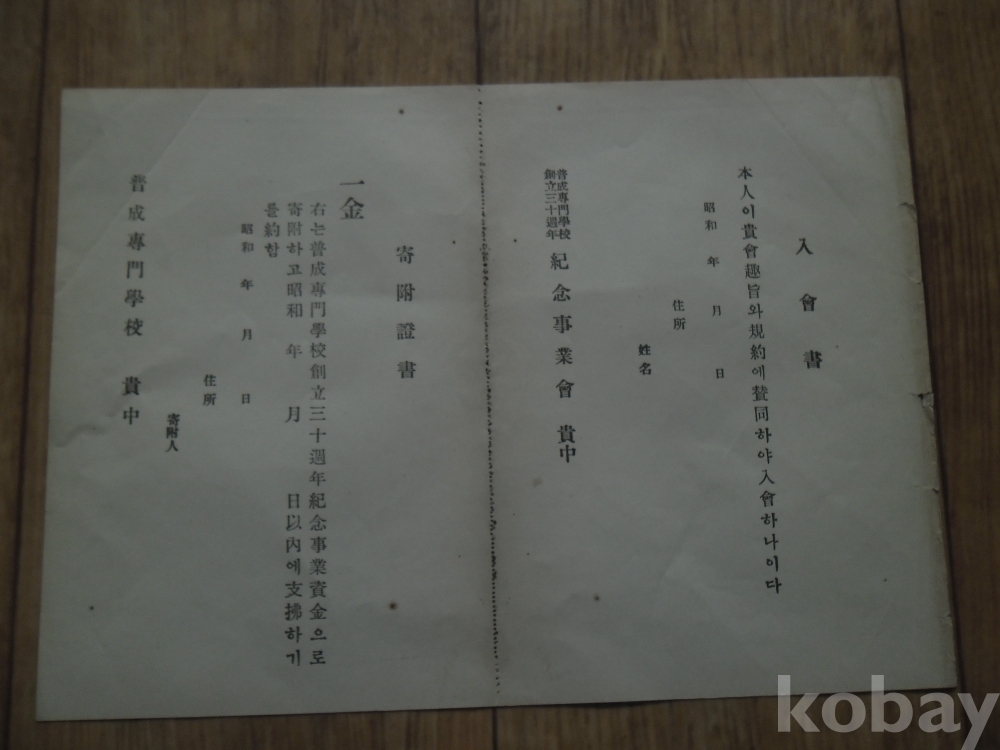 入會書
本人이貴會趣旨와規約에贊同하야入會하나이다
昭和 年 月 日
住所
姓名
普成專門學校
創立三十週年
紀念事業會 貴中
寄附證書
一金
右는普成專門學校創立三十週年紀念事業資金으로
寄附하고昭和 年 月 日以內에支拂하기
를約함
昭和 年 月 日
住所
寄附人
普成專門學校 貴中
kobay